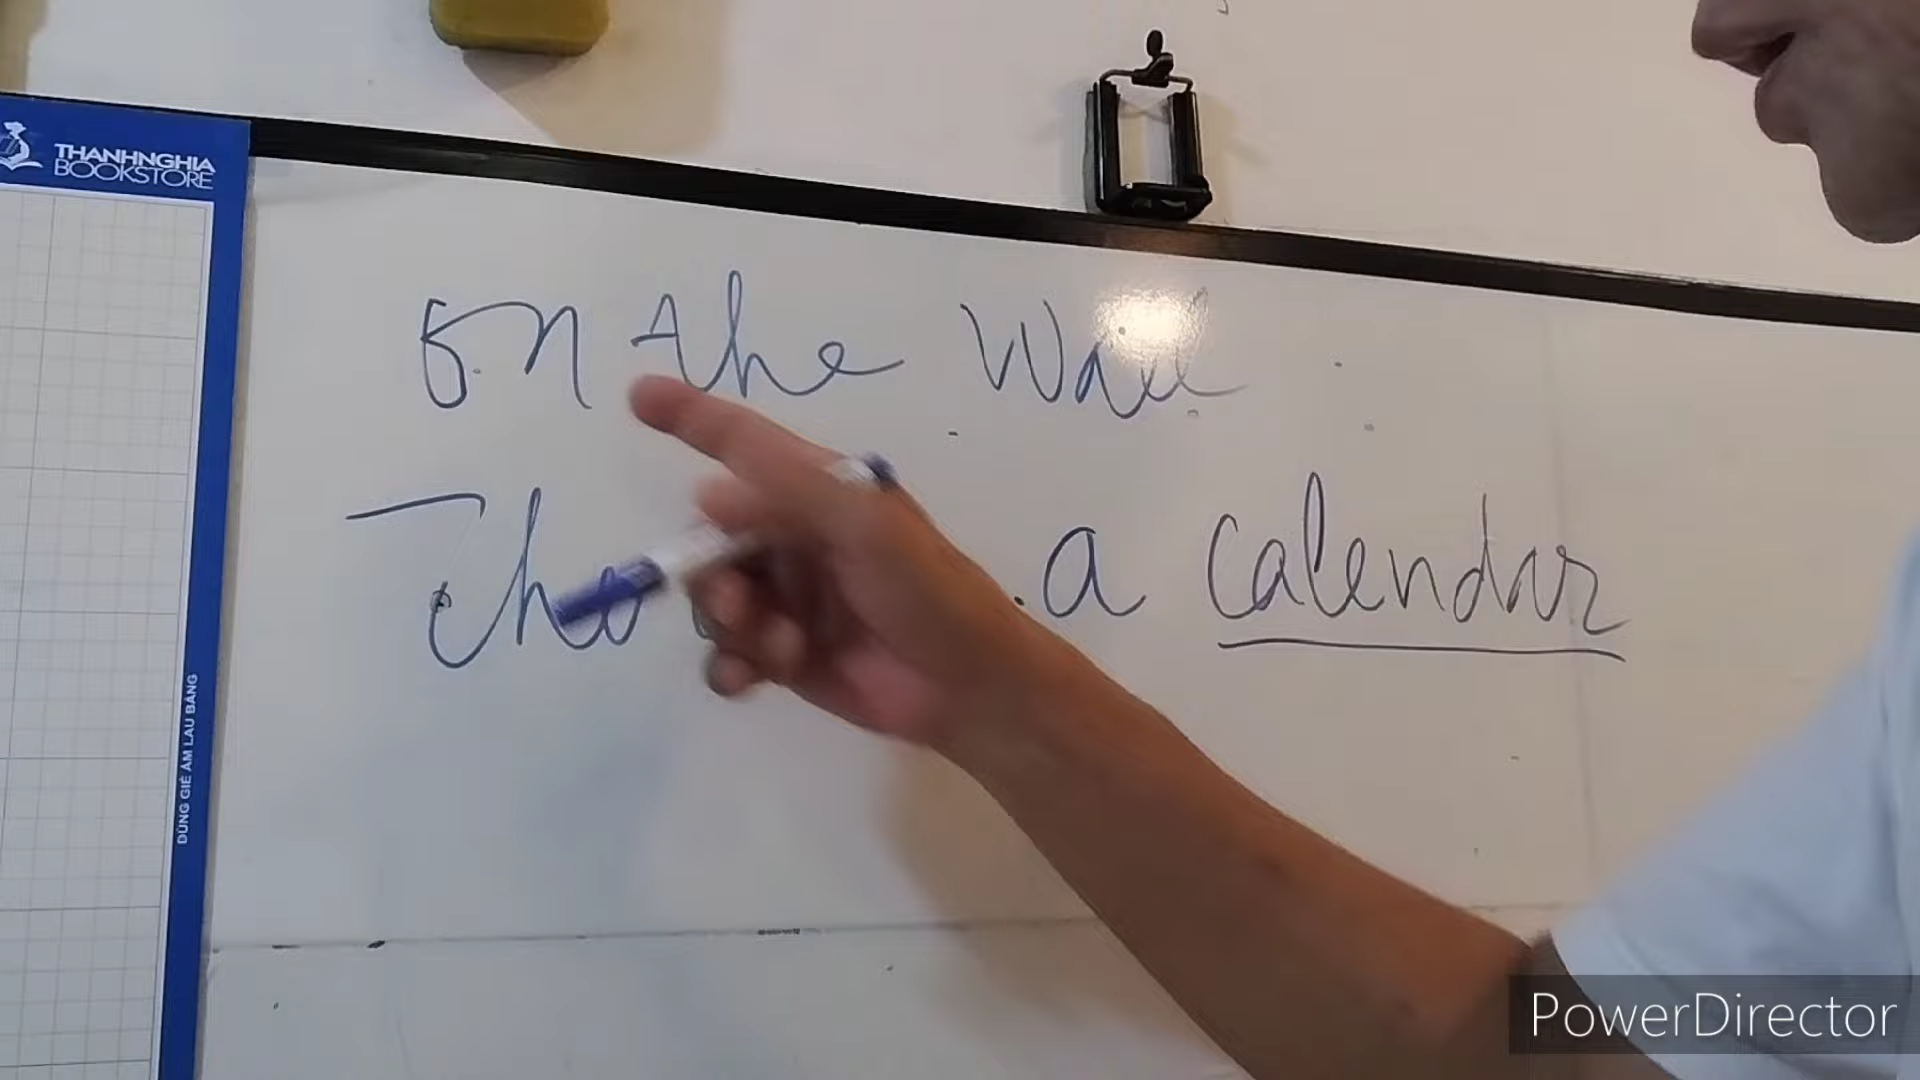 THANHNGHIA
BOOKSTORE
On the Wall
a calendar
DÙNG GIẺ ẨM LAU BẢNG
PowerDirector